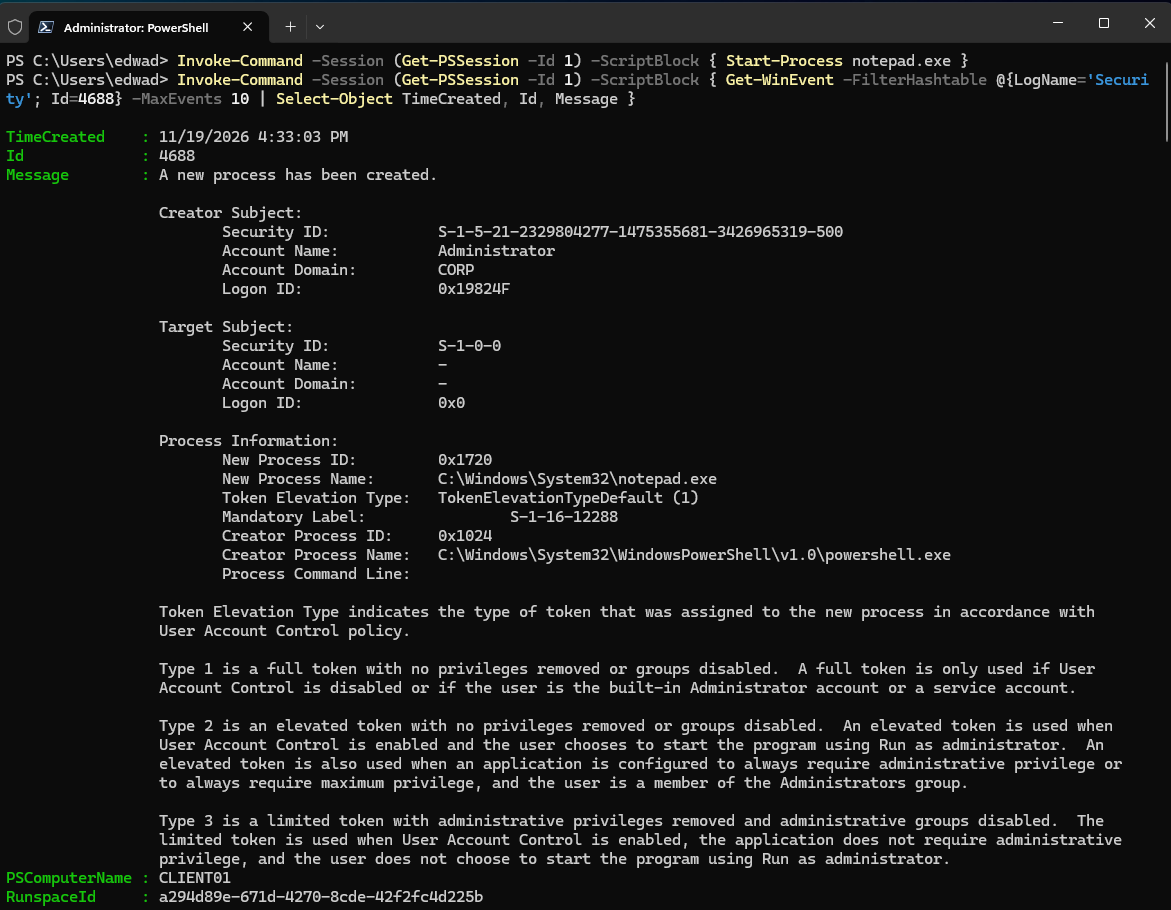 Administrator: PowerShell
PS C:\Users\edwad> Invoke-Command -Session (Get-PSSession -Id 1) -ScriptBlock { Start-Process notepad.exe }
PS C:\Users\edwad> Invoke-Command -Session (Get-PSSession -Id 1) -ScriptBlock { Get-WinEvent -FilterHashtable @{LogName='Securi
ty'; Id=4688} -MaxEvents 10 | Select-Object TimeCreated, Id, Message }
TimeCreated : 11/19/2026 4:33:03 PM
Id : 4688
Message : A new process has been created.
Creator Subject:
Security ID: S-1-5-21-2329804277-1475355681-3426965319-500
Account Name: Administrator
Account Domain: CORP
Logon ID: 0x19824F
Target Subject:
Security ID: S-1-0-0
Account Name: -
Account Domain: -
Logon ID: 0x0
Process Information:
New Process ID: 0x1720
New Process Name: C:\Windows\System32\notepad.exe
Token Elevation Type: TokenElevationTypeDefault (1)
Mandatory Label: S-1-16-12288
Creator Process ID: 0x1024
Creator Process Name: C:\Windows\System32\WindowsPowerShell\v1.0\powershell.exe
Process Command Line:
Token Elevation Type indicates the type of token that was assigned to the new process in accordance with
User Account Control policy.
Type 1 is a full token with no privileges removed or groups disabled.  A full token is only used if User
Account Control is disabled or if the user is the built-in Administrator account or a service account.
Type 2 is an elevated token with no privileges removed or groups disabled.  An elevated token is used when
User Account Control is enabled and the user chooses to start the program using Run as administrator.  An
elevated token is also used when an application is configured to always require administrative privilege or
to always require maximum privilege, and the user is a member of the Administrators group.
Type 3 is a limited token with administrative privileges removed and administrative groups disabled.  The
limited token is used when User Account Control is enabled, the application does not require administrative
privilege, and the user does not choose to start the program using Run as administrator.
PSComputerName : CLIENT01
RunspaceId : a294d89e-671d-4270-8cde-42f2fc4d225b